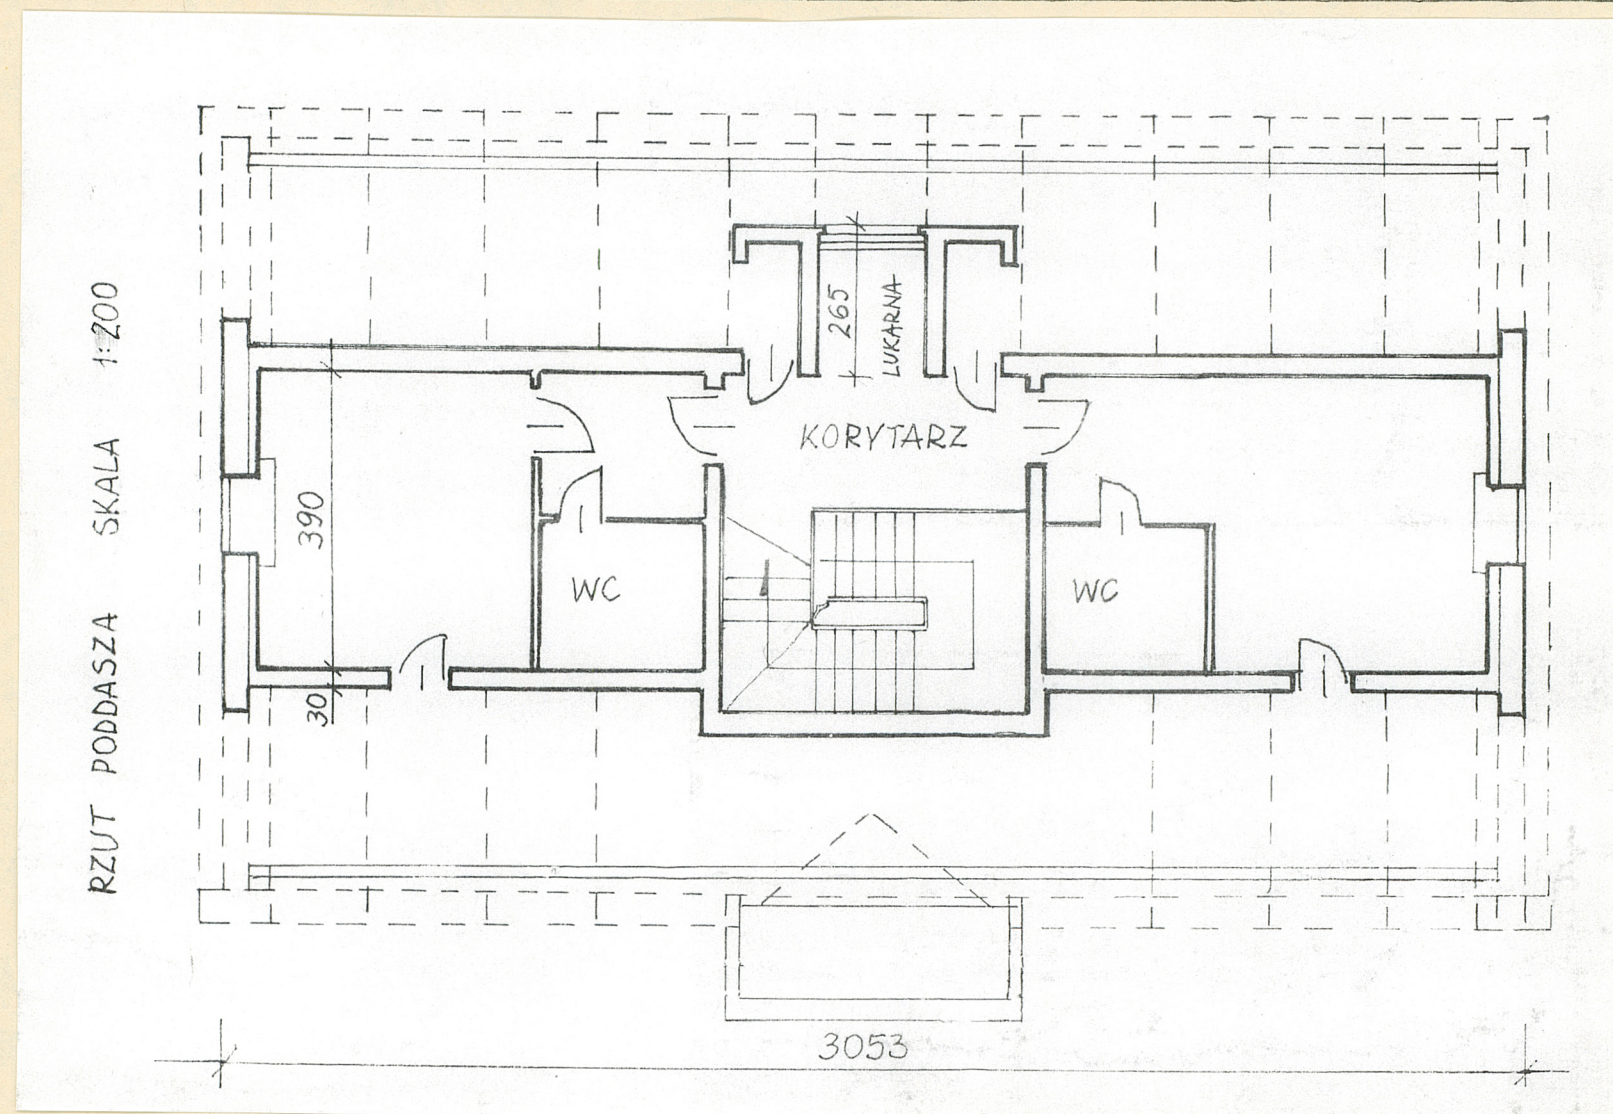 RZUT PODDASZA SKALA 1:200
265
LUKARNA
KORYTARZ
390
WC
WC
30
3053